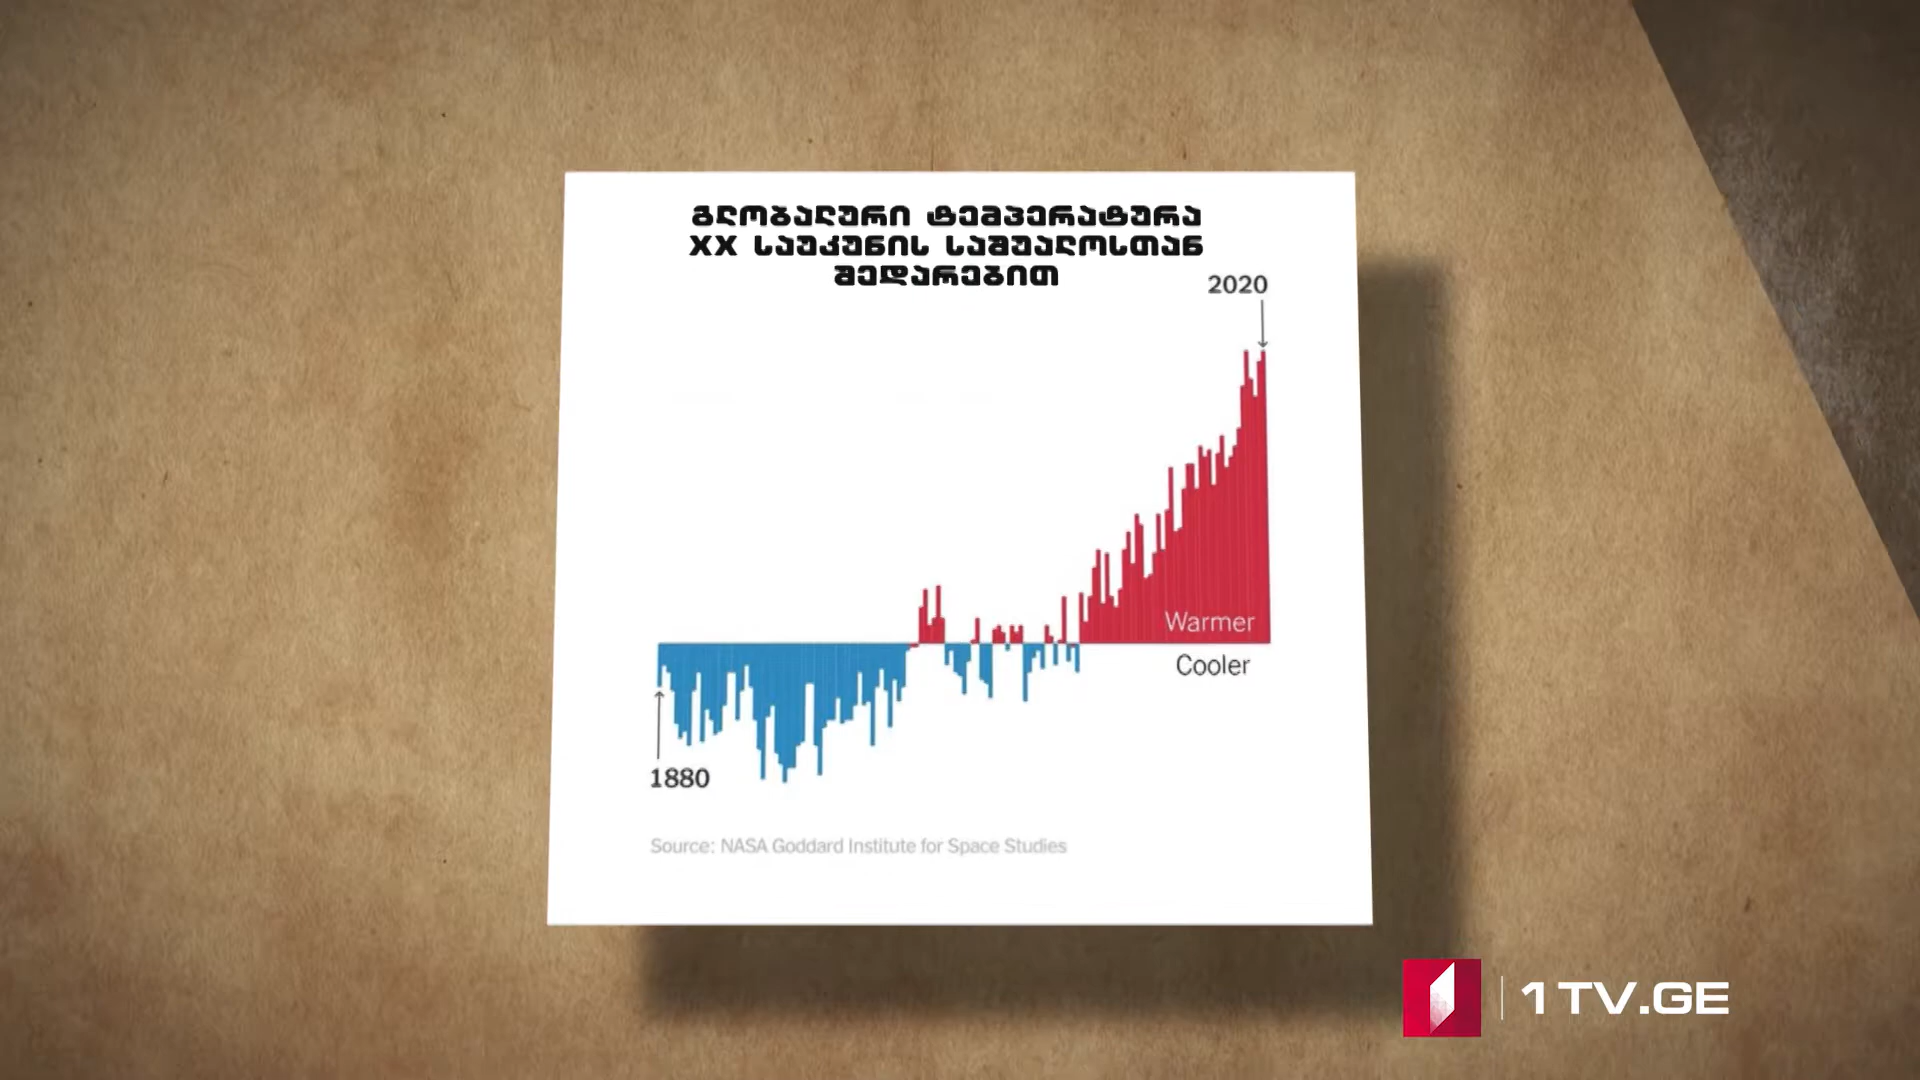 გლობალური ტემპერატურა
XX საუკუნის საშუალოსთან
შედარებით
2020
Warmer
Cooler
1880
Source: NASA Goddard Institute for Space Studies
1TV.GE